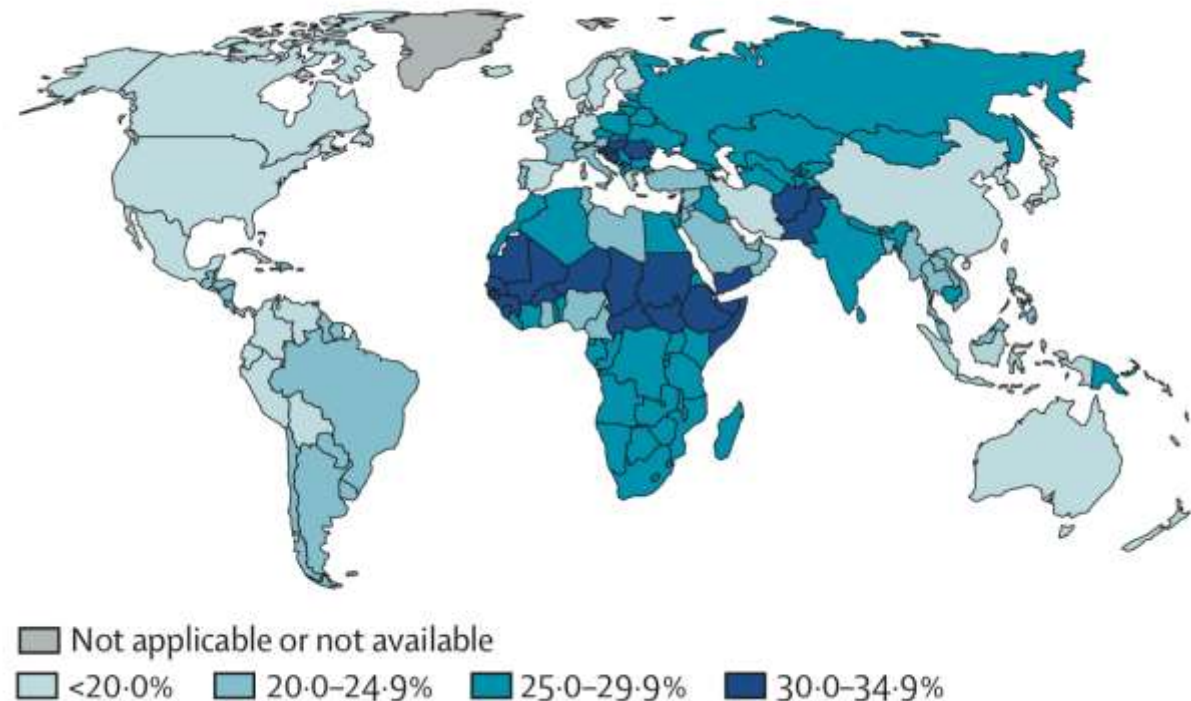 Not applicable or not available
<20·0% 20·0–24·9% 25·0–29·9% 30·0–34·9%